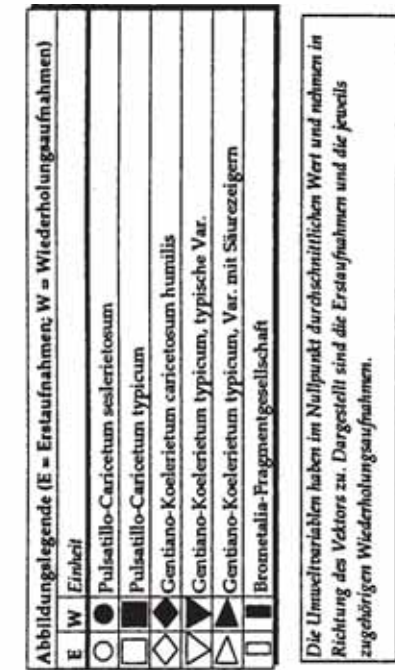 Abbildungslegende (E = Erstaufnahmen; W = Wiederholungsaufnahmen)
E W Einheit
Pulsatillo-Caricetum seslerietosum
Pulsatillo-Caricetum typicum
Gentiano-Koelerietum caricetosum humilis
Gentiano-Koelerietum typicum, typische Var.
Gentiano-Koelerietum typicum, Var. mit Säurezeigern
Brometalia-Fragmentgesellschaft
Die Umweltvariablen haben im Nullpunkt durchschnittlichen Wert und nehmen in
Richtung des Vektors zu. Dargestellt sind die Erstaufnahmen und die jeweils
zugehörigen Wiederholungsaufnahmen.